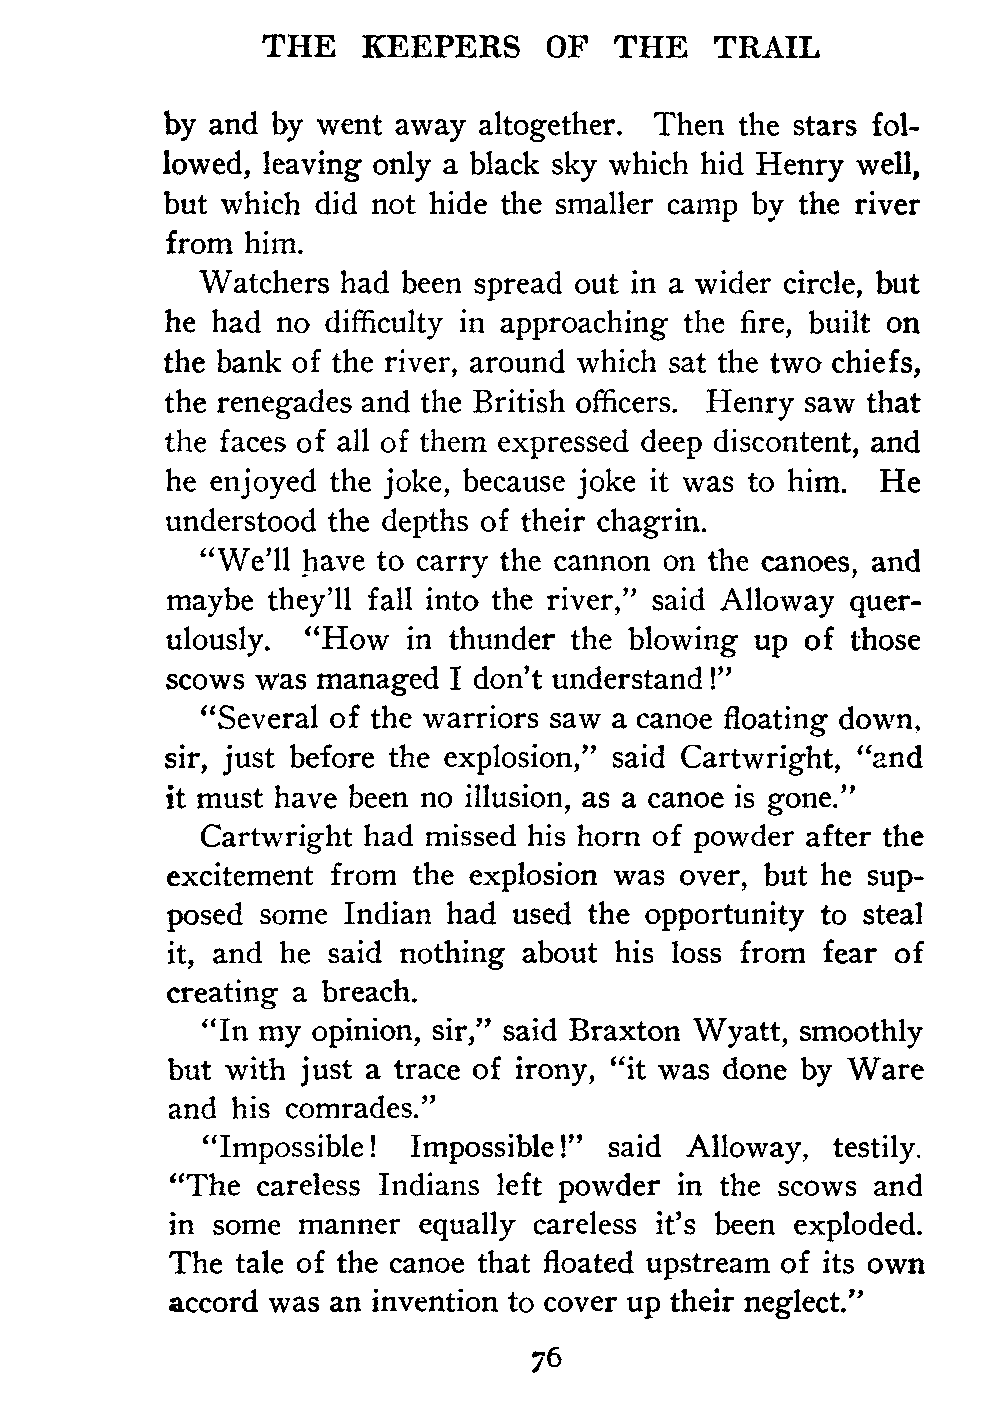 THE KEEPERS OF THE TRAIL
by and by went away altogether. Then the stars fol-
lowed, leaving only a black sky which hid Henry well,
but which did not hide the smaller camp by the river
from him.
Watchers had been spread out in a wider circle, but
he had no difficulty in approaching the fire, built on
the bank of the river, around which sat the two chiefs,
the renegades and the British officers. Henry saw that
the faces of all of them expressed deep discontent, and
he enjoyed the joke, because joke it was to him. He
understood the depths of their chagrin.
“We'll have to carry the cannon on the canoes, and
maybe they'll fall into the river,” said Alloway quer-
ulously. “How in thunder the blowing up of those
scows was managed I don't understand!”
“Several of the warriors saw a canoe floating down,
sir, just before the explosion,” said Cartwright, “and
it must have been no illusion, as a canoe is gone.”
Cartwright had missed his horn of powder after the
excitement from the explosion was over, but he sup-
posed some Indian had used the opportunity to steal
it, and he said nothing about his loss from fear of
creating a breach.
“In my opinion, sir,” said Braxton Wyatt, smoothly
but with just a trace of irony, “it was done by Ware
and his comrades.”
“Impossible! Impossible!” said Alloway, testily.
“The careless Indians left powder in the scows and
in some manner equally careless it's been exploded.
The tale of the canoe that floated upstream of its own
accord was an invention to cover up their neglect.”
76